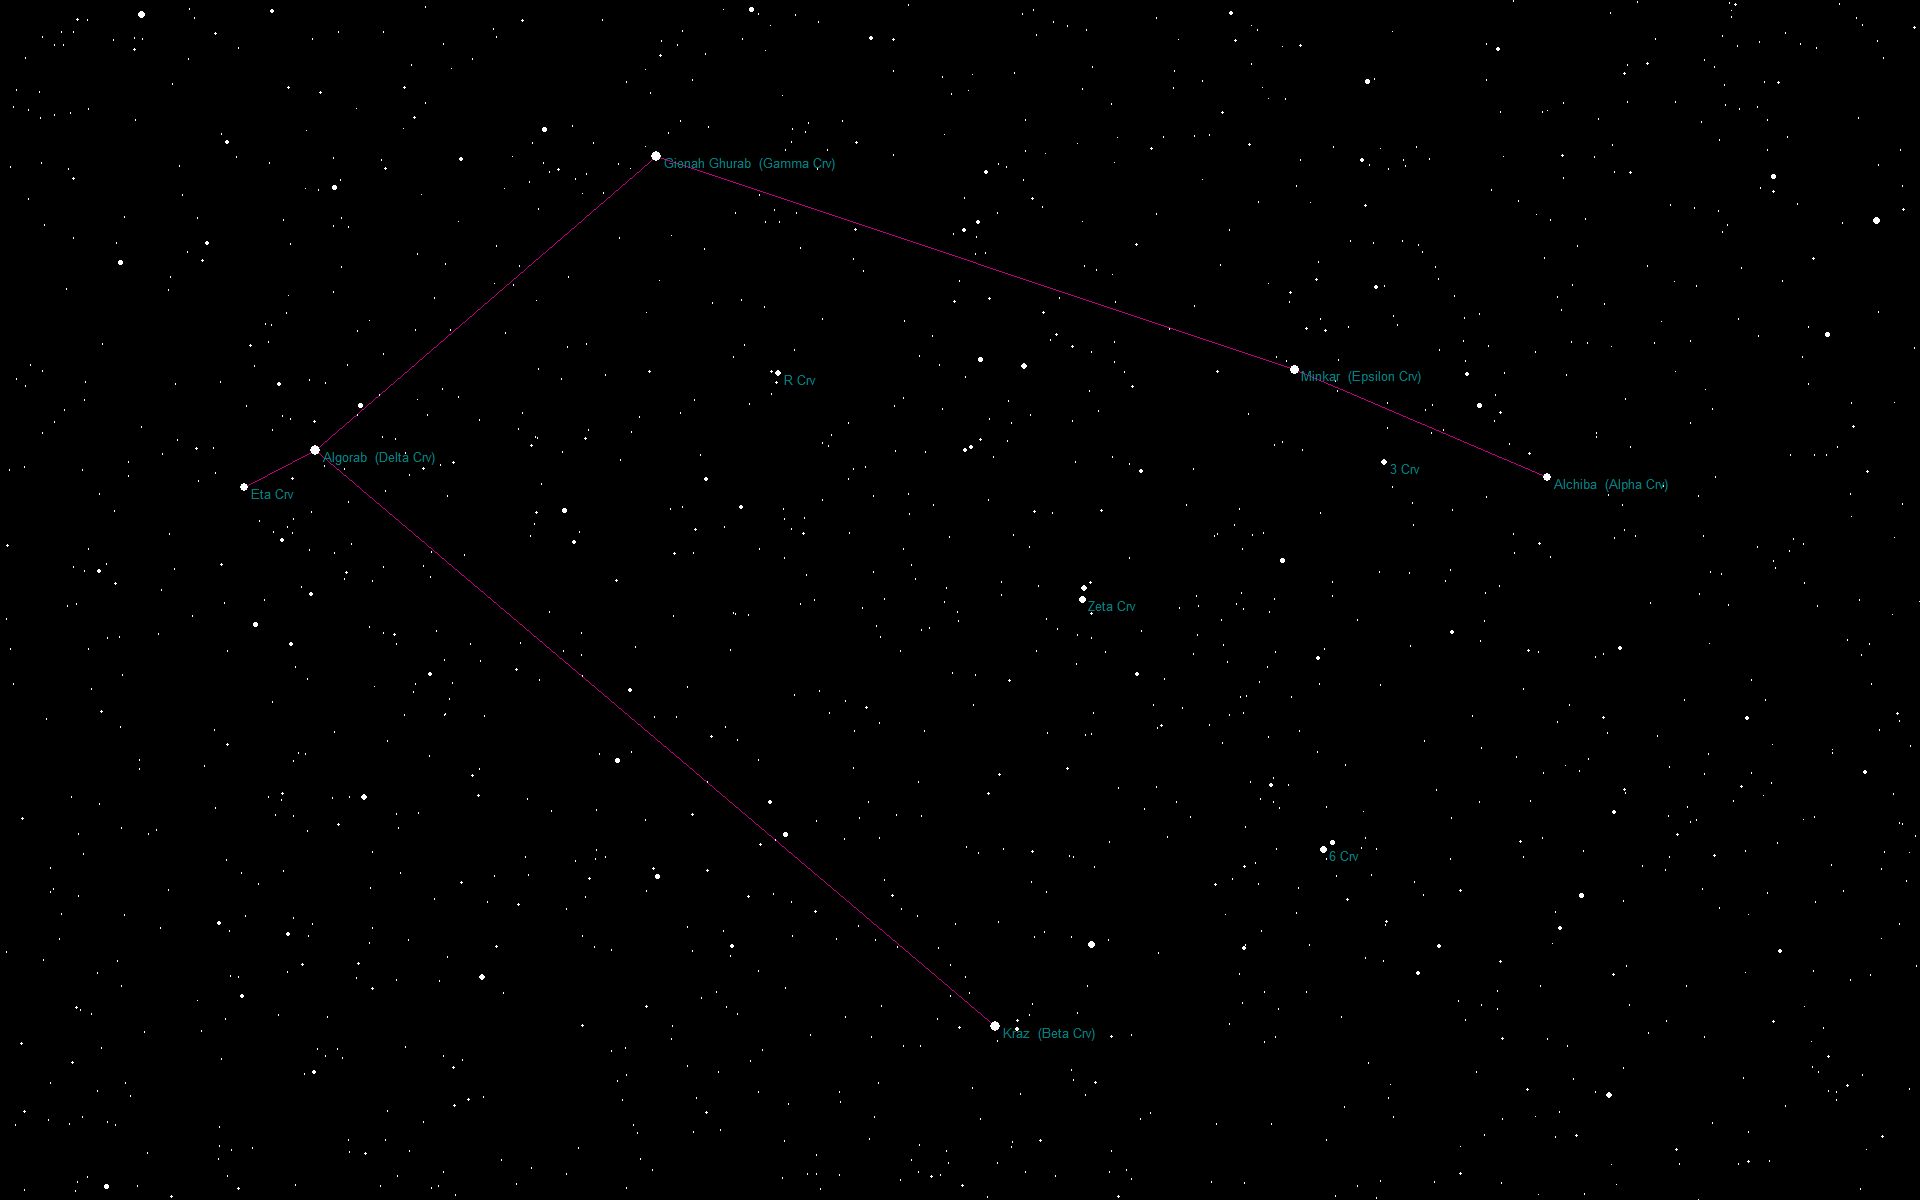 Gienah Ghurab (Gamma Crv)
Minkar (Epsilon Crv)
R Crv
Algorab (Delta Crv)
3 Crv
Alchiba (Alpha Crv)
Eta Crv
Zeta Crv
6 Crv
Kraz (Beta Crv)